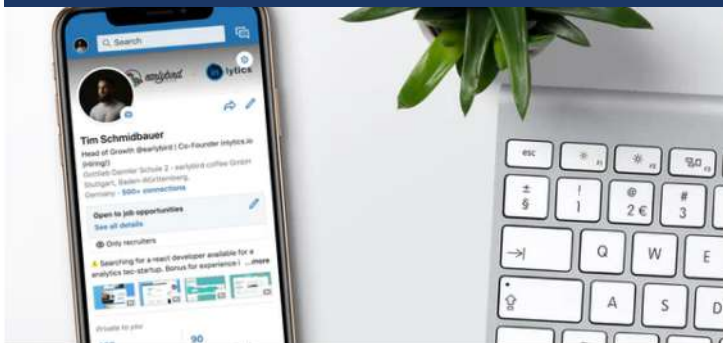 Search
earlybird
lytics
Tim Schmidbauer
Head of Growth @earlybird | Co-Founder inlytics.io
(Hiring!)
Gottlieb Daimler Schule 2 - earlybird coffee GmbH
Stuttgart, Baden-Württemberg,
Germany · 500+ connections
Open to job opportunities
See all details
Only recruiters
Searching for a react developer available for a
analytics tec-startup. Bonus for experience i ...more
Private to you
90
esc
F1
F2
F3
± ! @ #
§ 1 2 € 3
Q W E
A S D